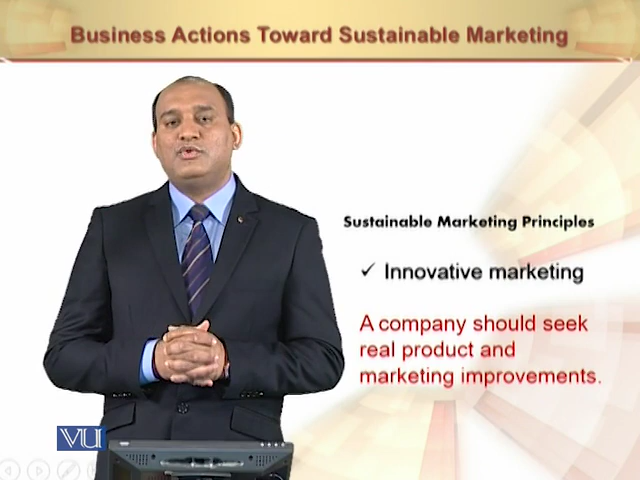 Business Actions Toward Sustainable Marketing
Sustainable Marketing Principles
✓ Innovative marketing
A company should seek
real product and
marketing improvements.
VU